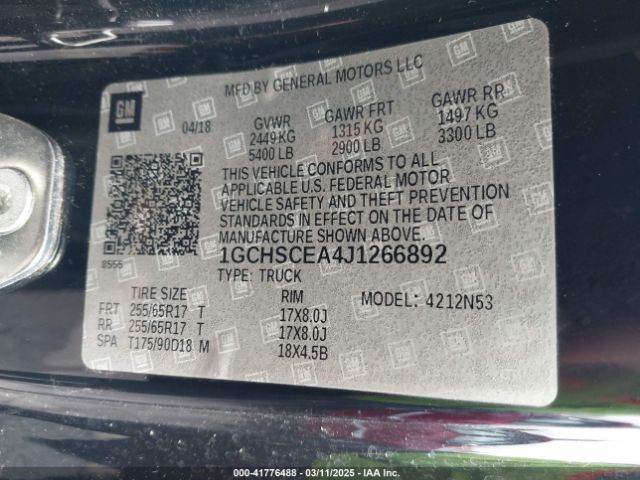 GM
MFD BY GENERAL MOTORS LLC
04/18
GVWR
2449 KG
5400 LB
GAWR FRT
1315 KG
2900 LB
GAWR RR
1497 KG
3300 LB
THIS VEHICLE CONFORMS TO ALL
APPLICABLE U.S. FEDERAL MOTOR
VEHICLE SAFETY AND THEFT PREVENTION
STANDARDS IN EFFECT ON THE DATE OF
MANUFACTURE SHOWN ABOVE.
8556
1GCHSCEA4J1266892
TYPE: TRUCK
TIRE SIZE RIM MODEL: 4212N53
FRT 255/65R17 T 17X8.0J
RR 255/65R17 T 17X8.0J
SPA T175/90D18 M 18X4.5B
000-41776488 - 03/11/2025 - IAA Inc.